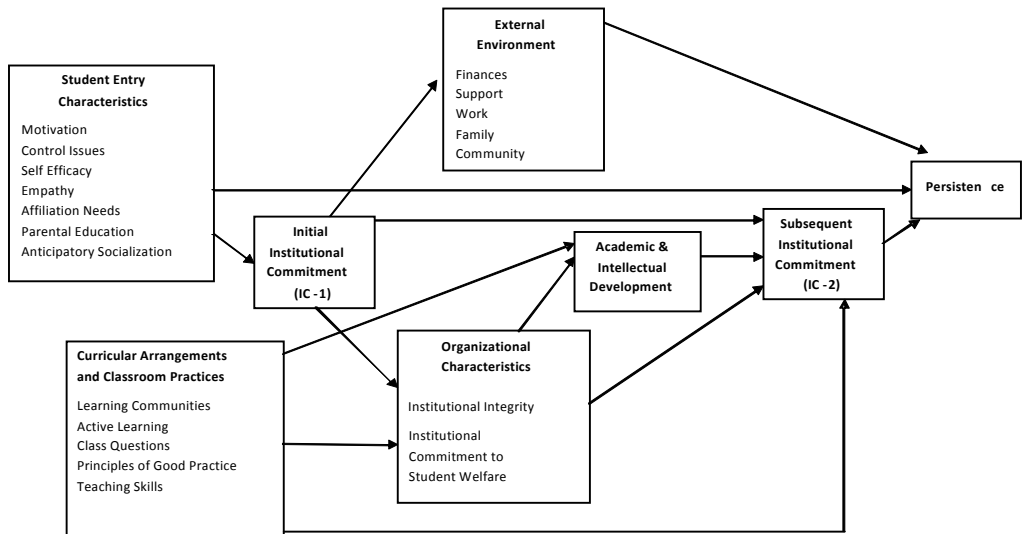 External
Environment
Finances
Support
Work
Family
Community
Student Entry
Characteristics
Motivation
Control Issues
Self Efficacy
Empathy
Affiliation Needs
Parental Education
Anticipatory Socialization
Persisten ce
Initial
Institutional
Commitment
(IC -1)
Academic &
Intellectual
Development
Subsequent
Institutional
Commitment
(IC -2)
Curricular Arrangements
and Classroom Practices
Learning Communities
Active Learning
Class Questions
Principles of Good Practice
Teaching Skills
Organizational
Characteristics
Institutional Integrity
Institutional
Commitment to
Student Welfare